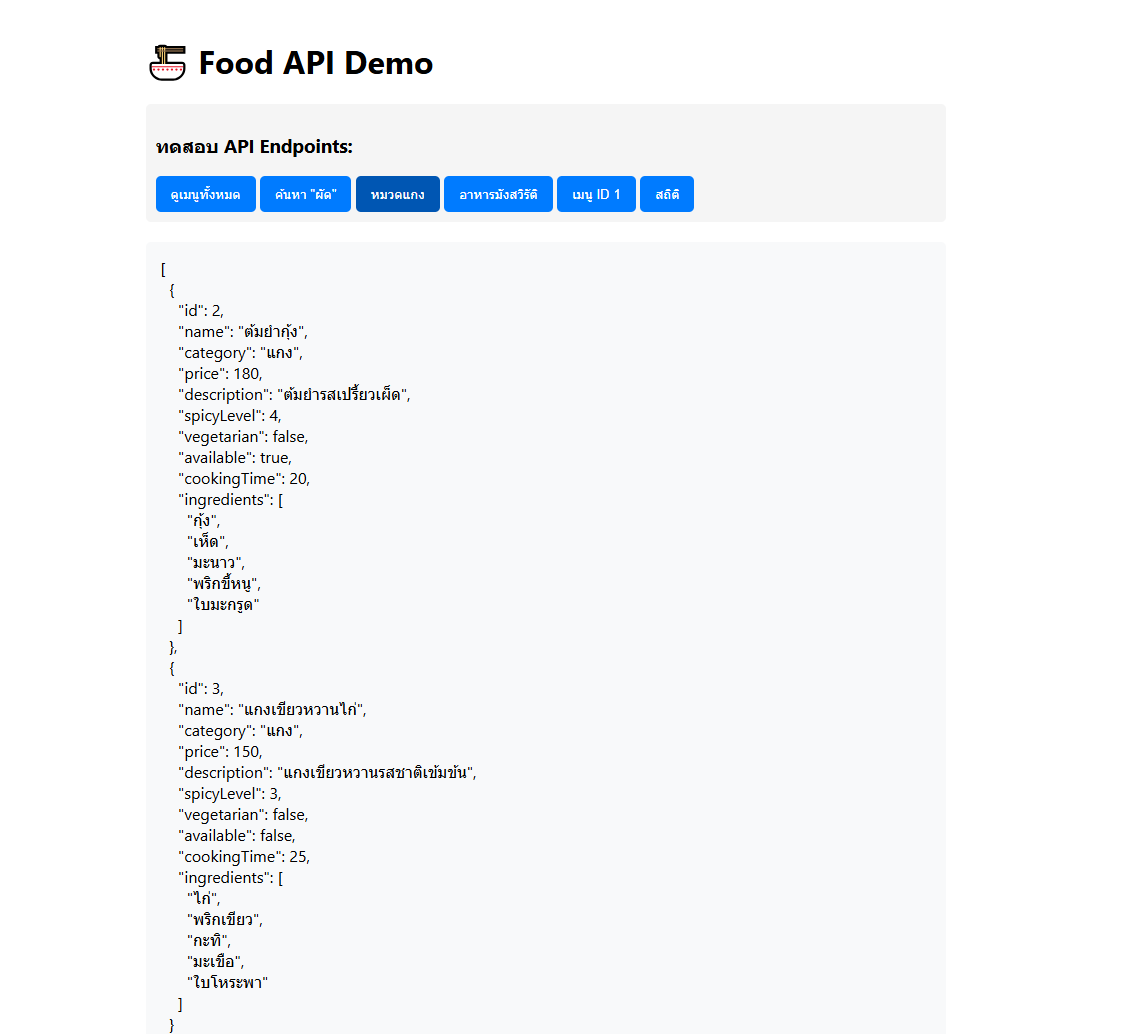 Food API Demo
ทดสอบ API Endpoints:
ดูเมนูทั้งหมด ค้นหา "ผัด" หมวดแกง อาหารมังสวิรัติ เมนู ID 1 สถิติ
[
{
"id": 2,
"name": "ต้มยำกุ้ง",
"category": "แกง",
"price": 180,
"description": "ต้มยำรสเปรี้ยวเผ็ด",
"spicyLevel": 4,
"vegetarian": false,
"available": true,
"cookingTime": 20,
"ingredients": [
"กุ้ง",
"เห็ด",
"มะนาว",
"พริกขี้หนู",
"ใบมะกรูด"
]
},
{
"id": 3,
"name": "แกงเขียวหวานไก่",
"category": "แกง",
"price": 150,
"description": "แกงเขียวหวานรสชาติเข้มข้น",
"spicyLevel": 3,
"vegetarian": false,
"available": false,
"cookingTime": 25,
"ingredients": [
"ไก่",
"พริกเขียว",
"กะทิ",
"มะเขือ",
"ใบโหระพา"
]
}